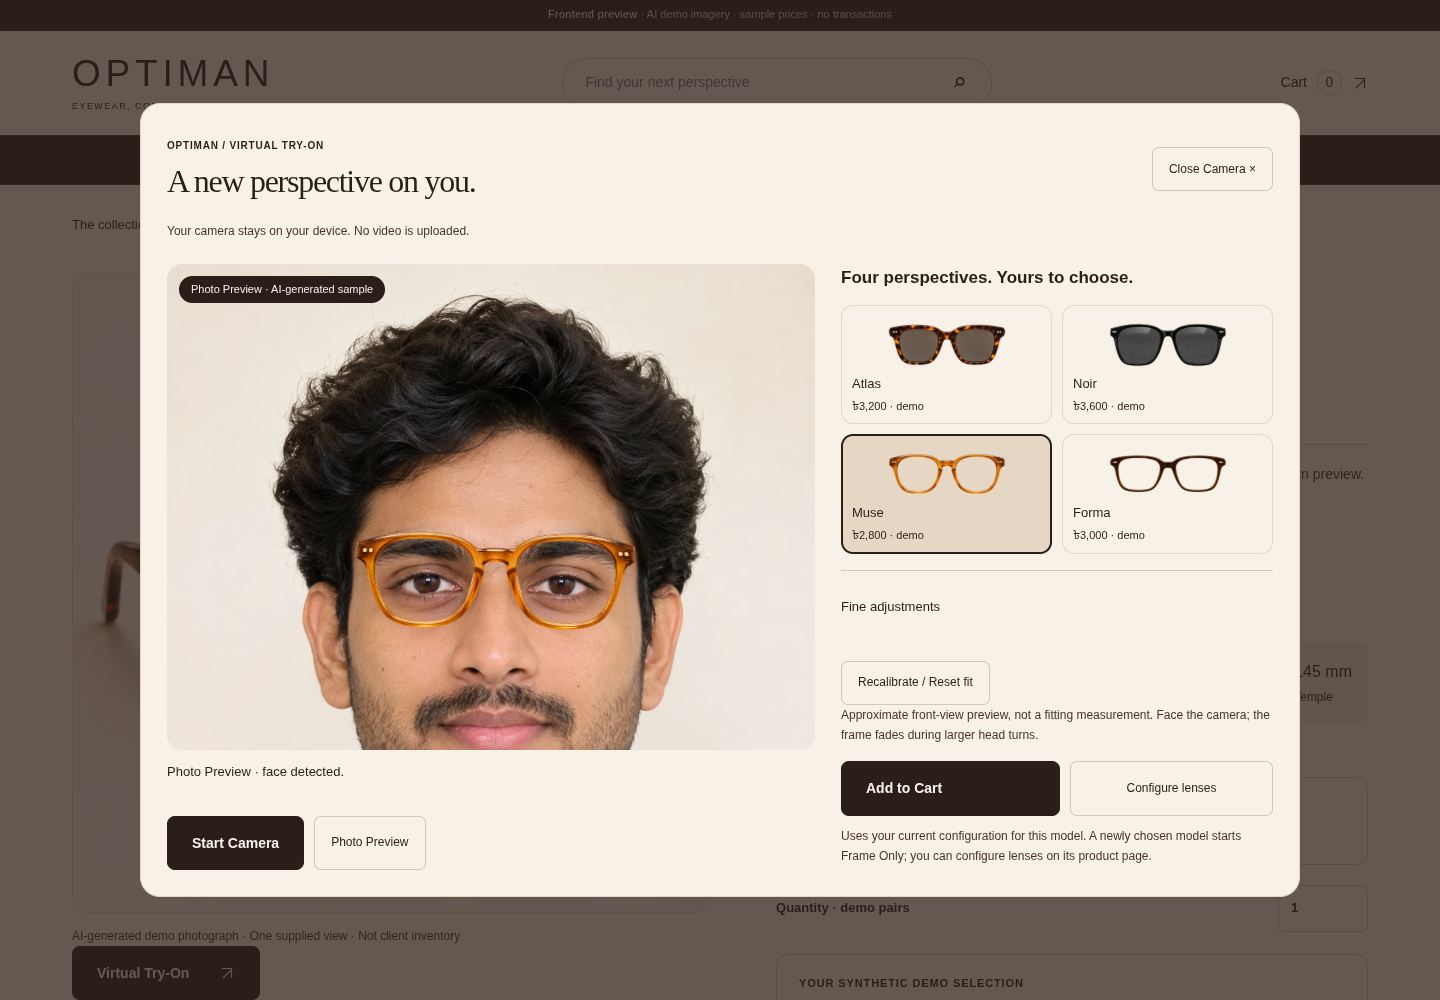 Frontend preview · AI demo imagery · sample prices · no transactions
OPTIMAN
Find your next perspective
Cart 0
EYEWEAR,
OPTIMAN / VIRTUAL TRY-ON
A new perspective on you.
Close Camera ×
Your camera stays on your device. No video is uploaded.
The
Photo Preview · AI-generated sample
Four perspectives. Yours to choose.
Atlas
৳3,200 · demo
Noir
৳3,600 · demo
Muse
৳2,800 · demo
Forma
৳3,000 · demo
preview.
Fine adjustments
45 mm
Recalibrate / Reset fit
Approximate front-view preview, not a fitting measurement. Face the camera; the
frame fades during larger head turns.
Photo Preview · face detected.
Add to Cart
Configure lenses
Start Camera
Photo Preview
Uses your current configuration for this model. A newly chosen model starts
Frame Only; you can configure lenses on its product page.
Quantity · demo pairs
1
AI-generated demo photograph · One supplied view · Not client inventory
Virtual Try-On
YOUR SYNTHETIC DEMO SELECTION